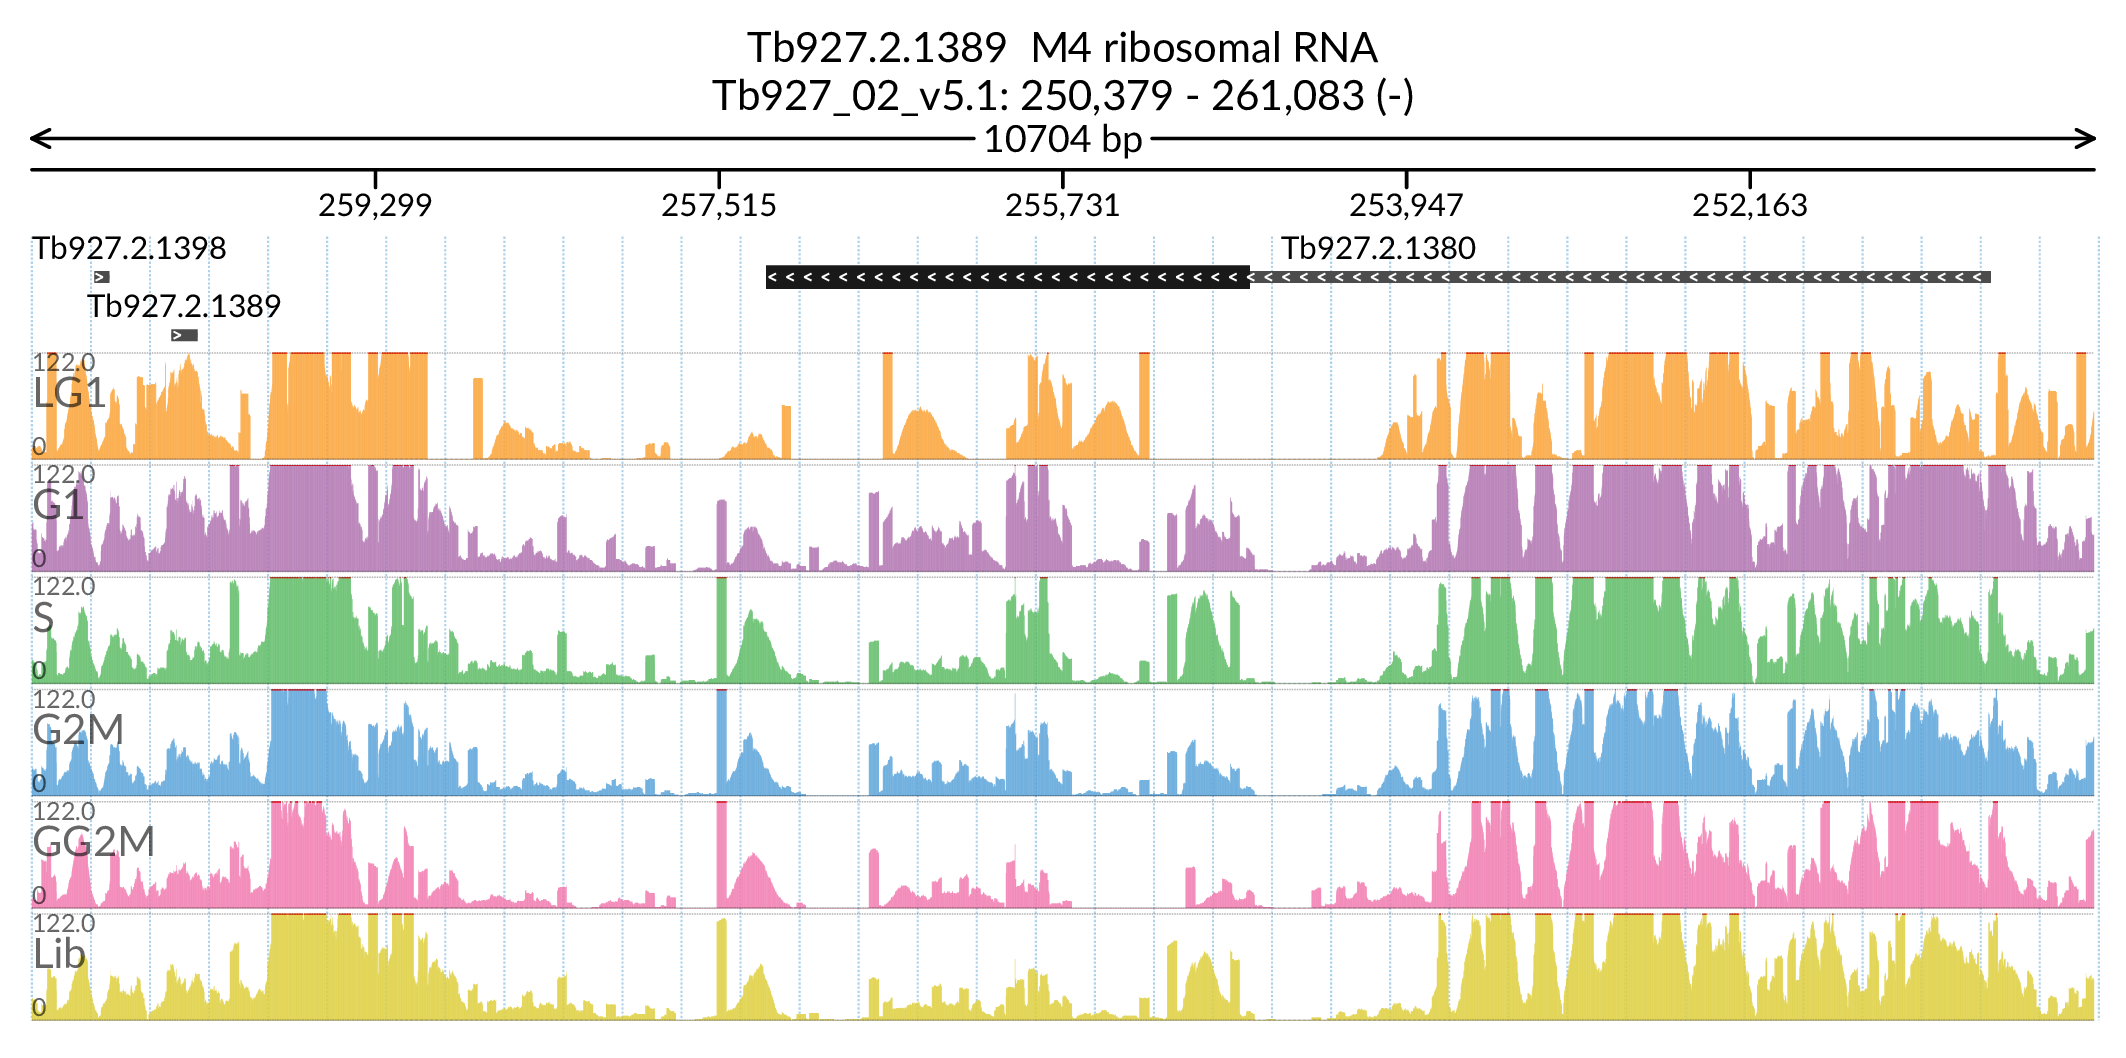 Tb927.2.1389  M4 ribosomal RNA
Tb927_02_v5.1: 250,379 - 261,083 (-)
10704 bp
259,299 257,515 255,731 253,947 252,163
Tb927.2.1398 Tb927.2.1380
Tb927.2.1389
122.0
LG1
0
122.0
G1
0
122.0
S
0
122.0
G2M
0
122.0
GG2M
0
122.0
Lib
0